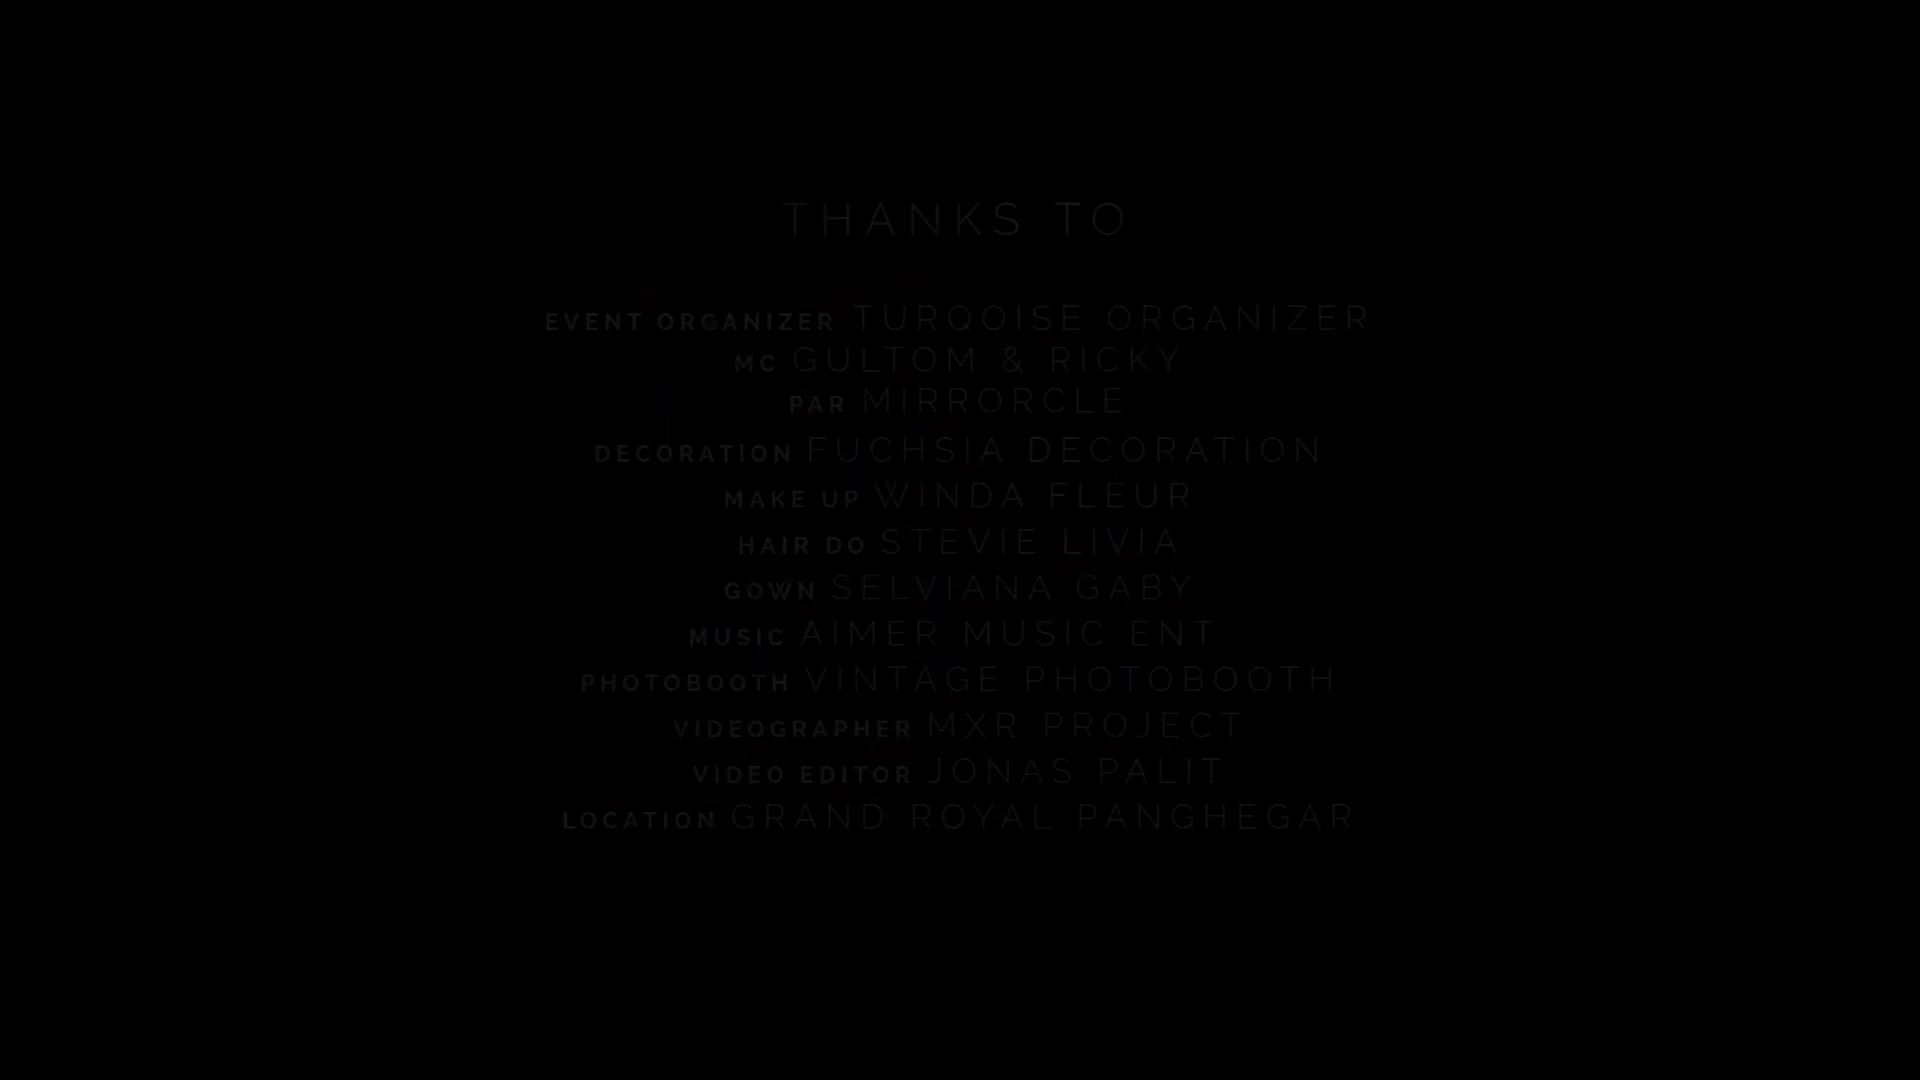 THANKS TO
EVENT ORGANIZER TURQOISE ORGANIZER
MC GULTOM & RICKY
PAR MIRRORCLE
DECORATION FUCHSIA DECORATION
MAKE UP WINDA FLEUR
HAIR DO STEVIE LIVIA
GOWN SELVIANA GABY
MUSIC AIMER MUSIC ENT
PHOTOBOOTH VINTAGE PHOTOBOOTH
VIDEOGRAPHER MXR PROJECT
VIDEO EDITOR JONAS PALIT
LOCATION GRAND ROYAL PANGHEGAR